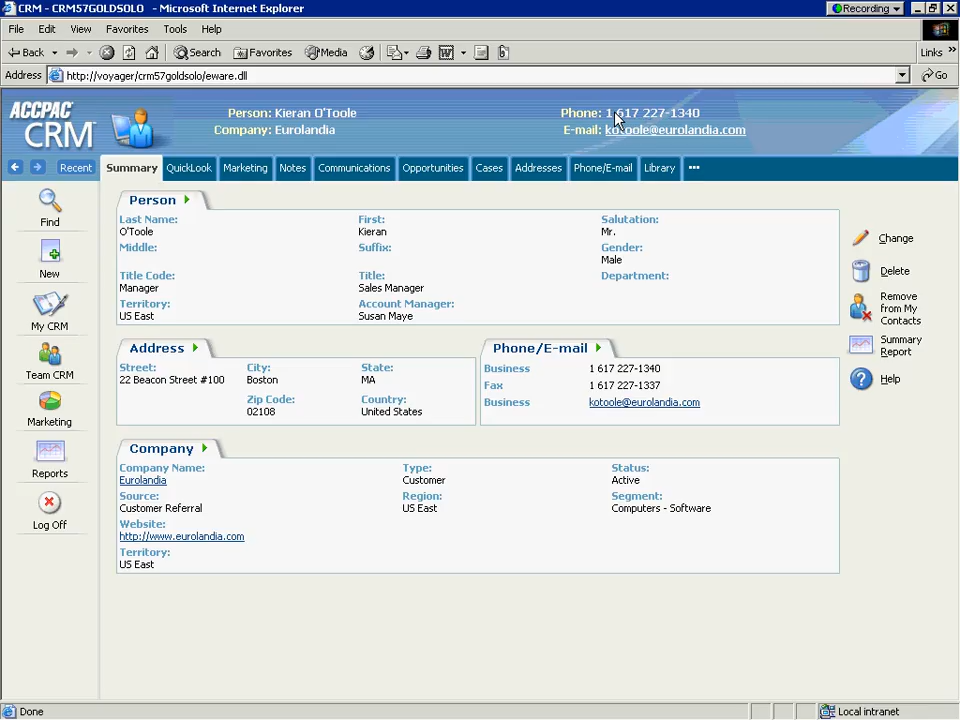 CRM - CRM57GOLDSOLO - Microsoft Internet Explorer
Recording
File Edit View Favorites Tools Help
Back Search Favorites Media Links »
Address http://voyager/crm57goldsolo/eware.dll Go
ACCPAC
CRM
Person: Kieran O'Toole Phone: 1 617 227-1340
Company: Eurolandia E-mail: kotoole@eurolandia.com
Recent Summary QuickLook Marketing Notes Communications Opportunities Cases Addresses Phone/E-mail Library
Find
New
My CRM
Team CRM
Marketing
Reports
Log Off
Person
Last Name: First: Salutation:
O'Toole Kieran Mr.
Middle: Suffix: Gender:
Male
Title Code: Title: Department:
Manager Sales Manager
Territory: Account Manager:
US East Susan Maye
Address
Street: City: State:
22 Beacon Street #100 Boston MA
Zip Code: Country:
02108 United States
Phone/E-mail
Business 1 617 227-1340
Fax 1 617 227-1337
Business kotoole@eurolandia.com
Company
Company Name: Type: Status:
Eurolandia Customer Active
Source: Region: Segment:
Customer Referral US East Computers - Software
Website:
http://www.eurolandia.com
Territory:
US East
Change
Delete
Remove
from My
Contacts
Summary
Report
Help
Done Local intranet